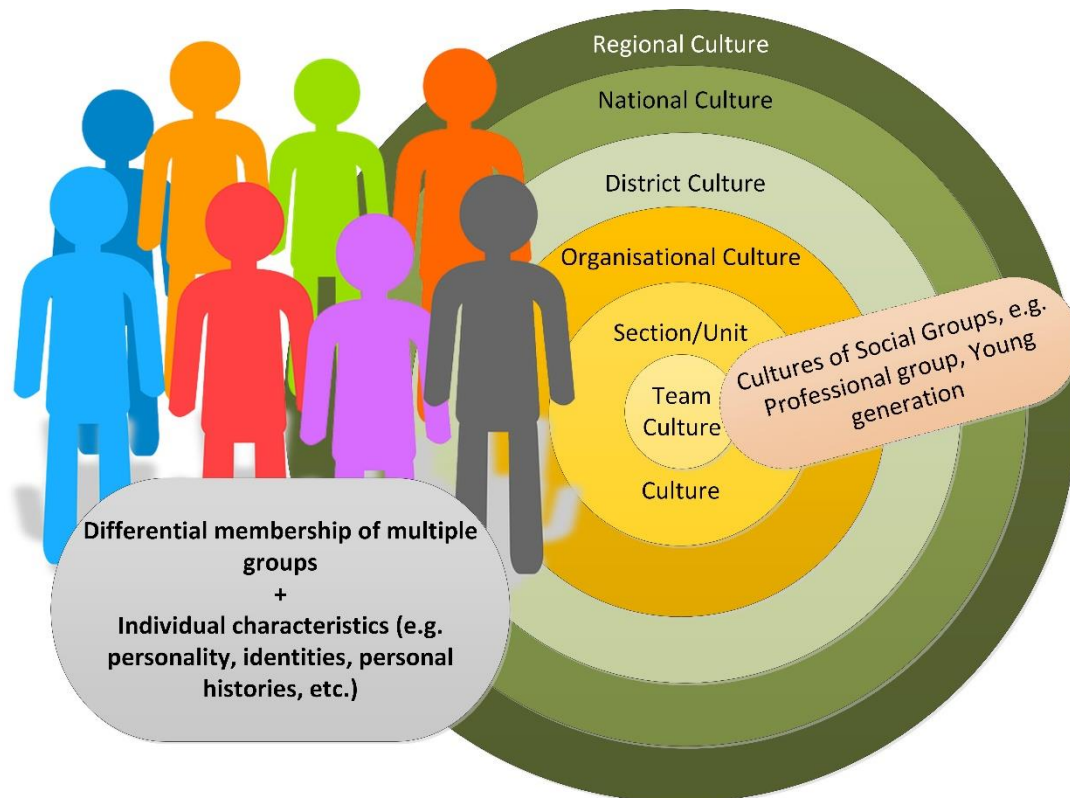 Regional Culture
National Culture
District Culture
Organisational Culture
Section/Unit
Team
Culture
Culture
Cultures of Social Groups, e.g.
Professional group, Young
generation
Differential membership of multiple
groups
+
Individual characteristics (e.g.
personality, identities, personal
histories, etc.)